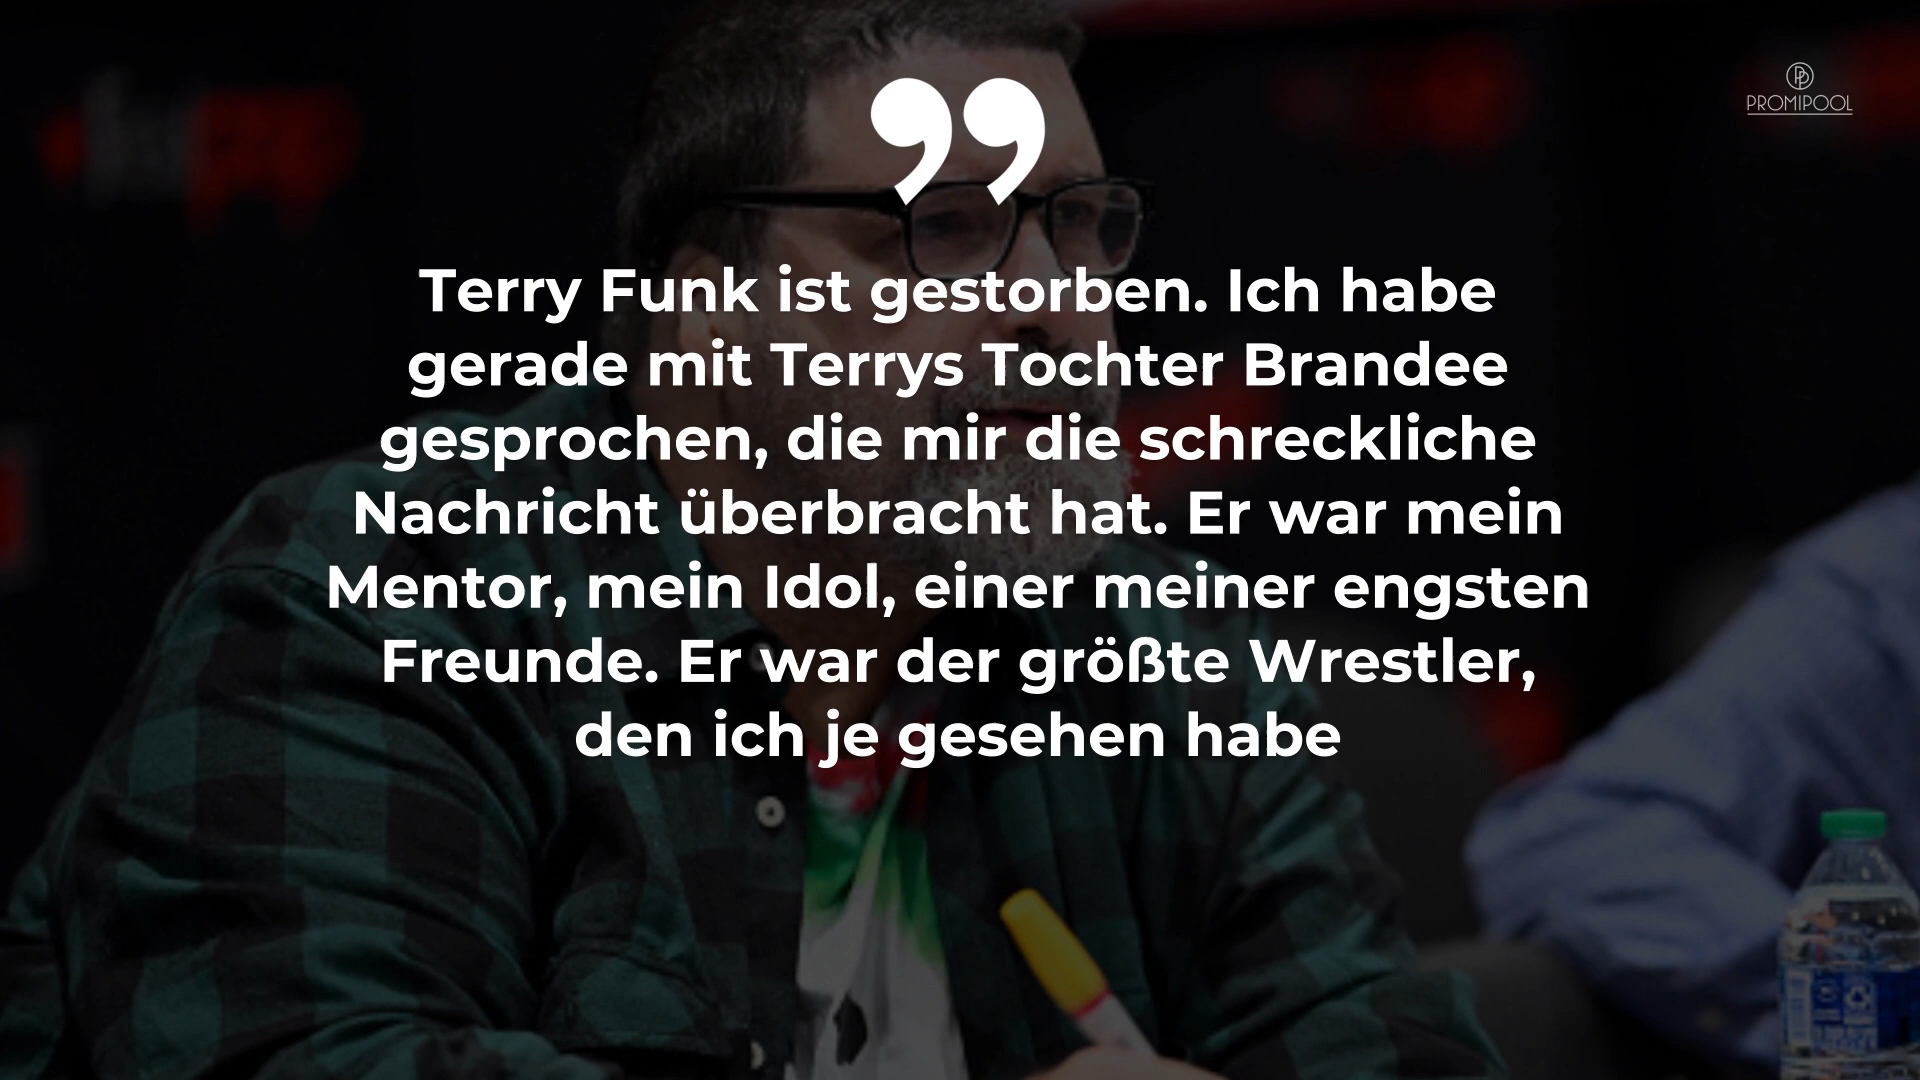 PROMIPOOL
”
Terry Funk ist gestorben. Ich habe
gerade mit Terrys Tochter Brandee
gesprochen, die mir die schreckliche
Nachricht überbracht hat. Er war mein
Mentor, mein Idol, einer meiner engsten
Freunde. Er war der größte Wrestler,
den ich je gesehen habe